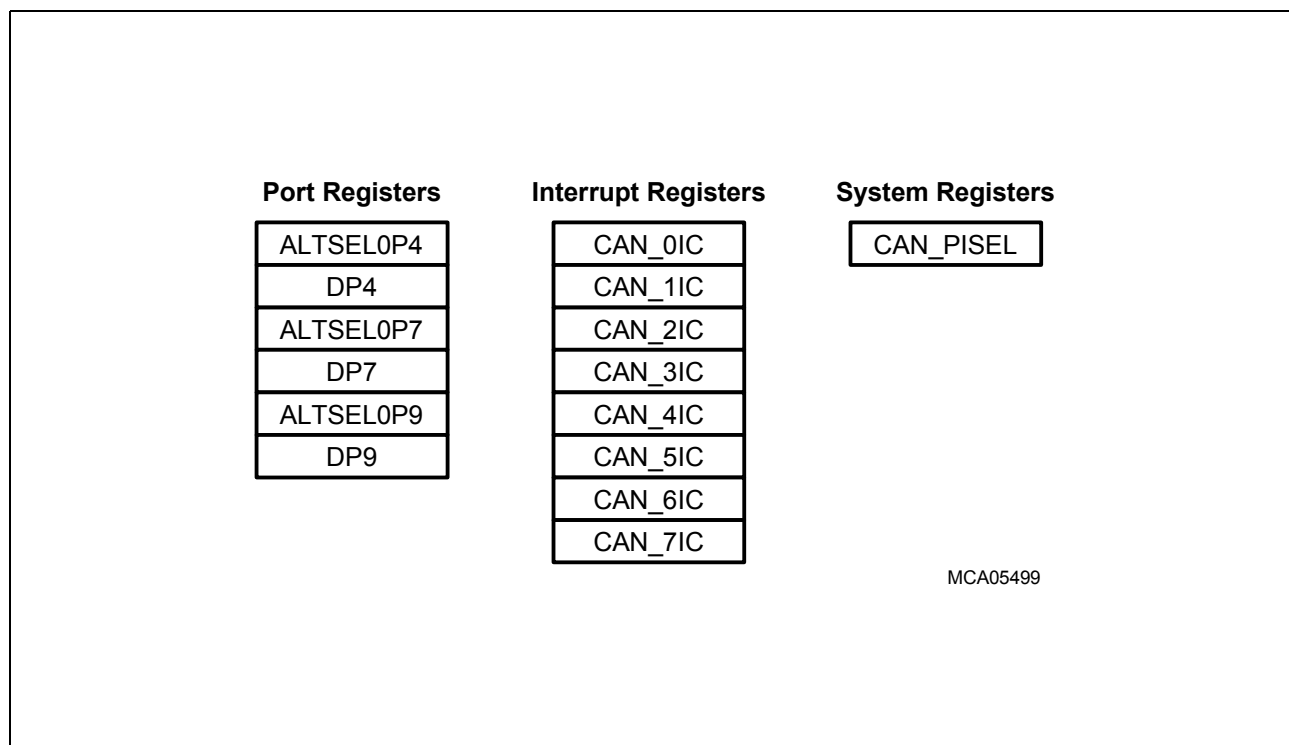 Port Registers
ALTSEL0P4
DP4
ALTSEL0P7
DP7
ALTSEL0P9
DP9
Interrupt Registers
CAN_0IC
CAN_1IC
CAN_2IC
CAN_3IC
CAN_4IC
CAN_5IC
CAN_6IC
CAN_7IC
System Registers
CAN_PISEL
MCA05499